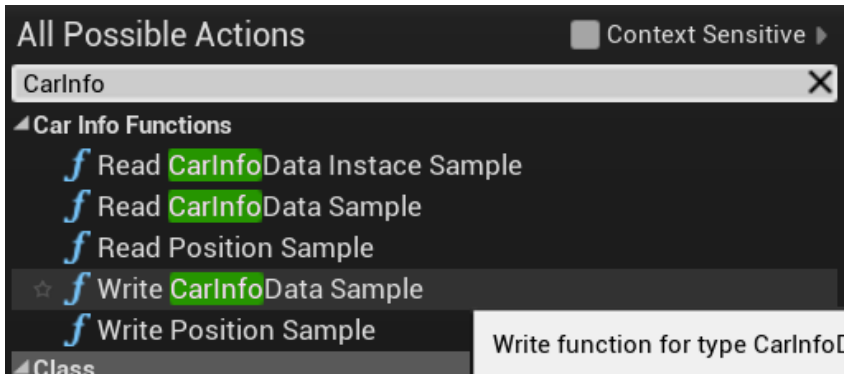 All Possible Actions Context Sensitive
CarInfo
Car Info Functions
Read CarInfoData Instace Sample
Read CarInfoData Sample
Read Position Sample
Write CarInfoData Sample
Write Position Sample
Write function for type CarInfoD
Class